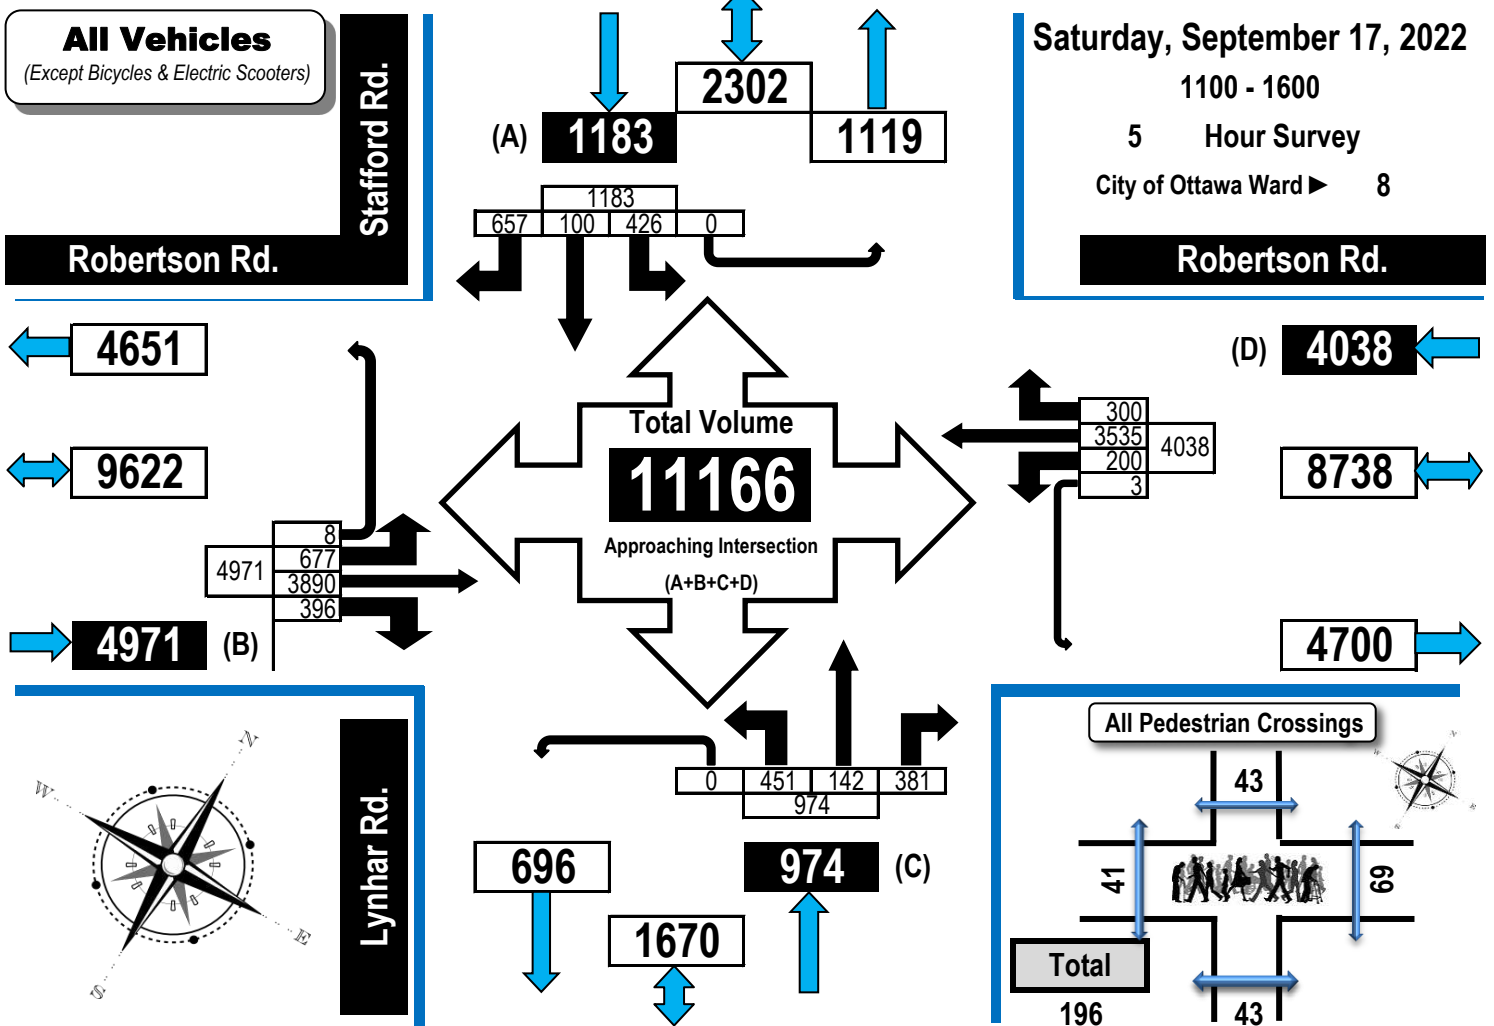 All Vehicles
(Except Bicycles & Electric Scooters)
Stafford Rd.
Robertson Rd.
2302
(A) 1183
1119
1183
657 100 426 0
Saturday, September 17, 2022
1100 - 1600
5 Hour Survey
City of Ottawa Ward ► 8
Robertson Rd.
4651
9622
8
677
3890
396
4971
4971 (B)
Total Volume
11166
Approaching Intersection
(A+B+C+D)
(D) 4038
300
3535
200
3
4038
8738
4700
N
W
E
S
Lynhar Rd.
0 451 142 381
974
696
974 (C)
1670
All Pedestrian Crossings
N
W
E
S
43
41
69
Total
196
43